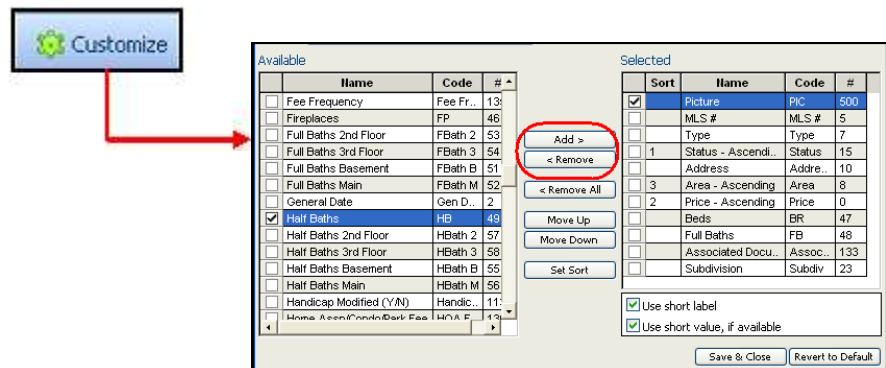 Customize
Available
Name Code #
Fee Frequency Fee Fr.. 13
Fireplaces FP 46
Full Baths 2nd Floor FBath 2 53
Full Baths 3rd Floor FBath 3 54
Full Baths Basement FBath B 51
Full Baths Main FBath M 52
General Date Gen D.. 2
Half Baths HB 49
Half Baths 2nd Floor HBath 2 57
Half Baths 3rd Floor HBath 3 58
Half Baths Basement HBath B 55
Half Baths Main HBath M 56
Handicap Modified (Y/N) Handic.. 11
Home Assn/Condo/Park Fee HOA F
Add >
< Remove
< Remove All
Move Up
Move Down
Set Sort
Selected
Sort Name Code #
Picture PIC 500
MLS # MLS # 5
Type Type 7
1 Status - Ascendi.. Status 15
Address Addre.. 10
3 Area - Ascending Area 8
2 Price - Ascending Price 0
Beds BR 47
Full Baths FB 48
Associated Docu.. Assoc.. 133
Subdivision Subdiv 23
Use short label
Use short value, if available
Save & Close Revert to Default